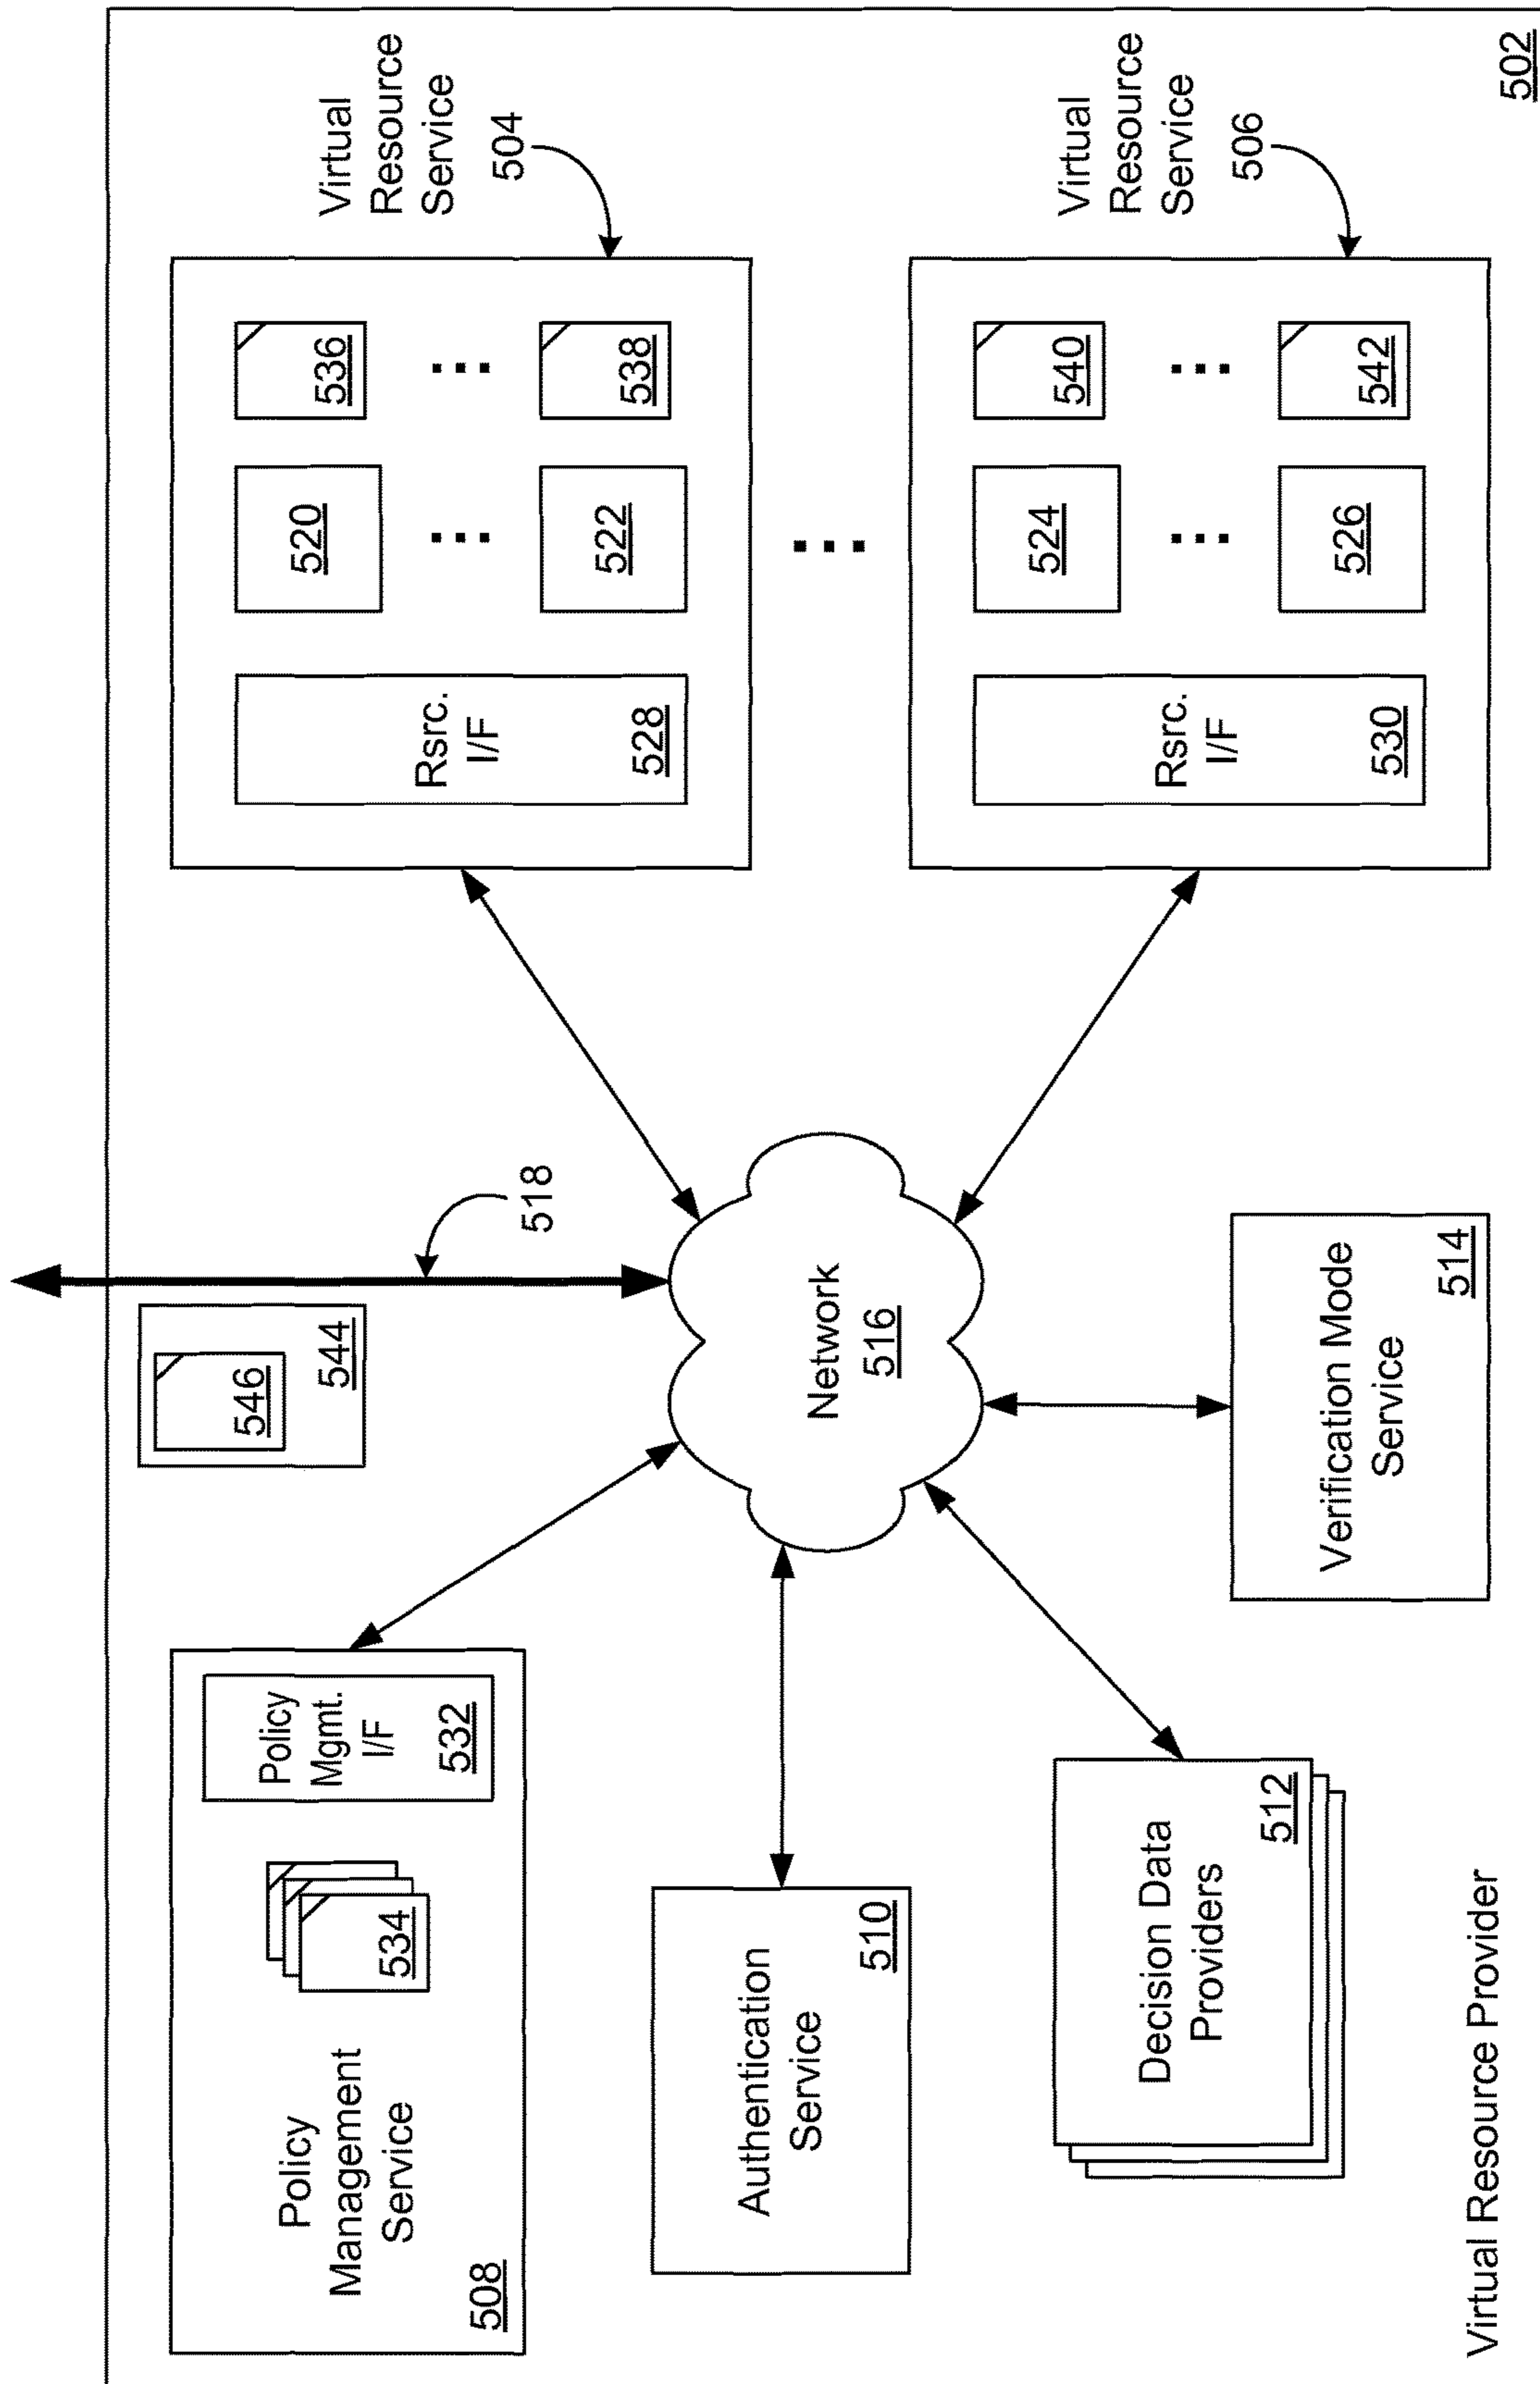 518
546
544
Policy
Management
Service
508
534
Policy
Mgmt.
I/F
532
Authentication
Service
510
Decision Data
Providers
512
Verification Mode
Service
514
Network
516
Rsrc.
I/F
528
520
522
536
538
Virtual
Resource
Service
504
Rsrc.
I/F
530
524
526
540
542
Virtual
Resource
Service
506
Virtual Resource Provider
502